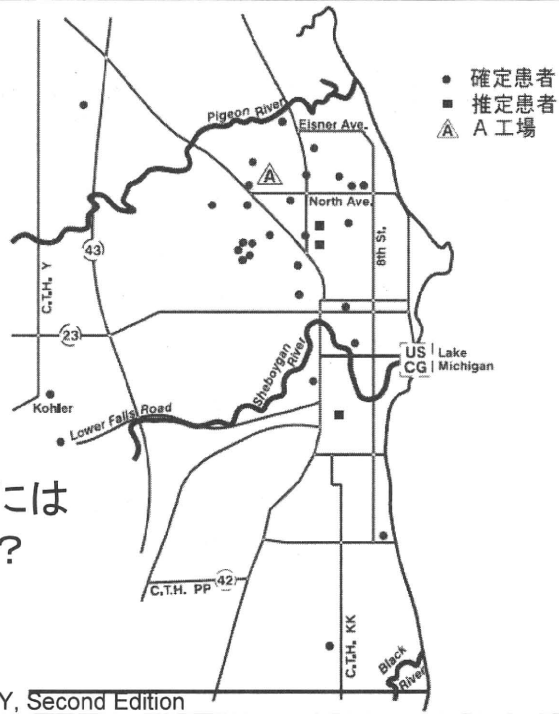 ● 確定患者
■ 推定患者
A A 工場
Pigeon River
Eisner Ave.
A
North Ave.
8th St.
C.T.H. Y
43
23
US Lake
CG Michigan
Sheboygan
River
Kohler
Lower Falls Road
には
?
C.T.H. PP 42
C.T.H. KK
Black
River
Y, Second Edition